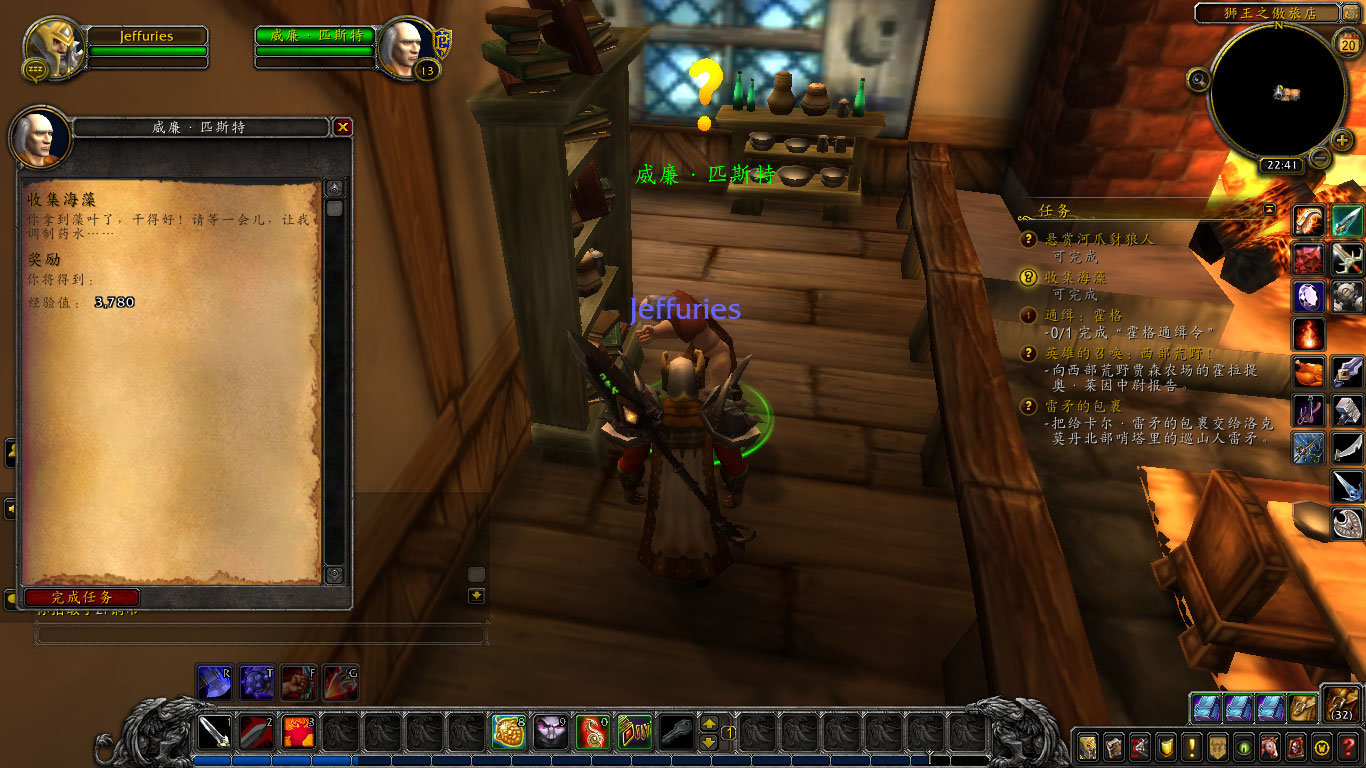 Jeffuries
zzz
威廉·匹斯特
13
狮王之傲旅店
N
20
22:41
威廉·匹斯特
收集海藻
你拿到藻叶了，干得好！请等一会儿，让我
调制药水……
奖励
你将得到：
经验值： 3,780
完成任务
威廉·匹斯特
Jeffuries
任务
悬赏河爪豺狼人
可完成
收集海藻
可完成
通缉：霍格
-0/1 完成“霍格通缉令”
英雄的召唤：西部荒野！
-向西部荒野贾森农场的霍拉提
奥·莱因中尉报告。
雷矛的包裹
-把给卡尔·雷矛的包裹交给洛克
莫丹北部哨塔里的巡山人雷矛。
R
T
F
G
2
3
8
9
0
1
(32)